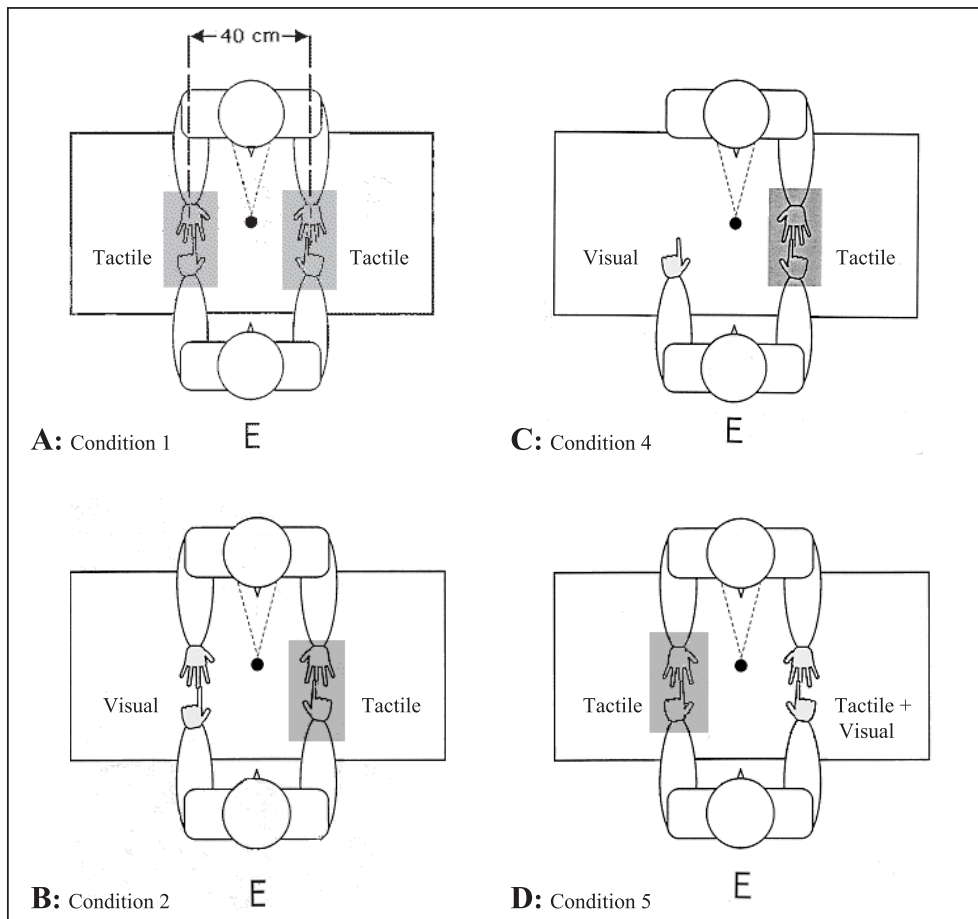 40 cm
Tactile
Tactile
E
A: Condition 1
Visual
Tactile
E
C: Condition 4
Visual
Tactile
E
B: Condition 2
Tactile
Tactile +
Visual
E
D: Condition 5